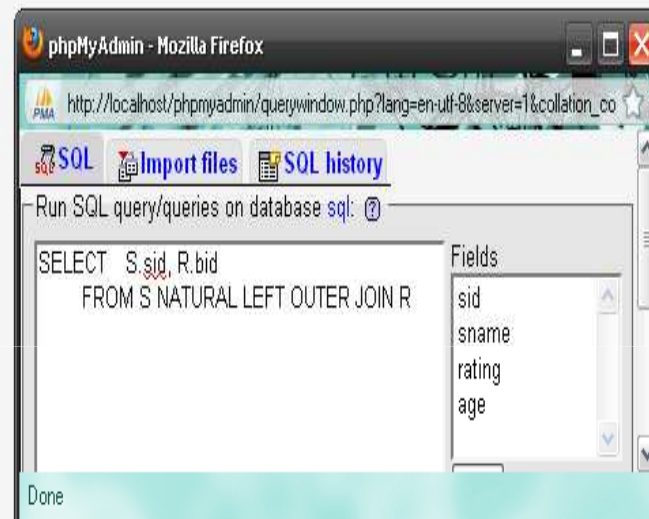 phpMyAdmin - Mozilla Firefox
PMA http://localhost/phpmyadmin/querywindow.php?lang=en-utf-8&server=1&collation_co
SQL Import files SQL history
Run SQL query/queries on database sql:
SELECT S.sid, R.bid
FROM S NATURAL LEFT OUTER JOIN R
Fields
sid
sname
rating
age
Done